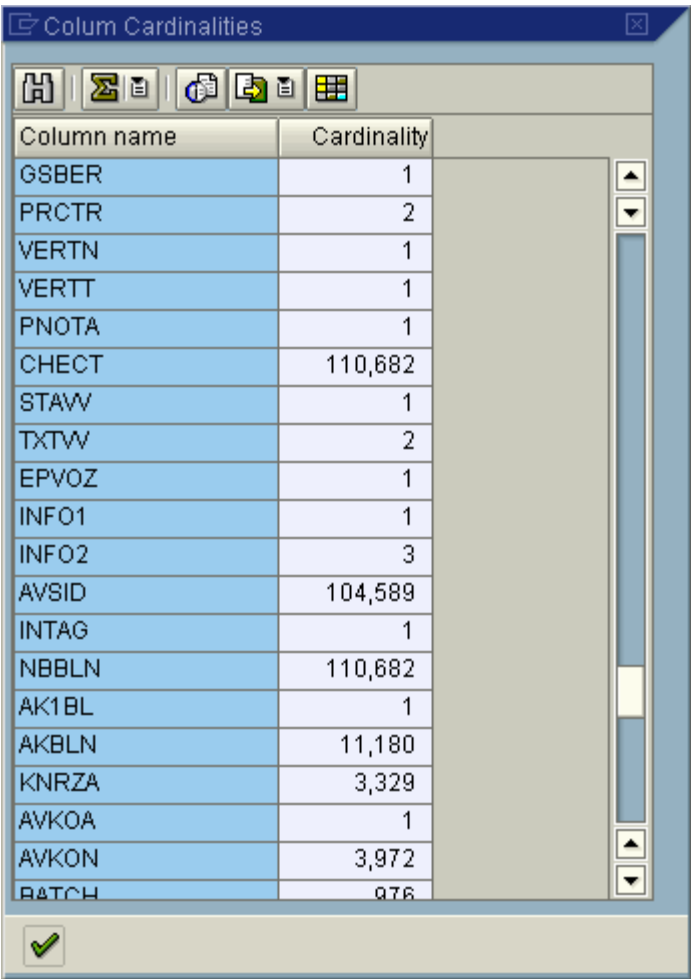 Colum Cardinalities
Column name Cardinality
GSBER 1
PRCTR 2
VERTN 1
VERTT 1
PNOTA 1
CHECT 110,682
STAVV 1
TXTVV 2
EPVOZ 1
INFO1 1
INFO2 3
AVSID 104,589
INTAG 1
NBBLN 110,682
AK1BL 1
AKBLN 11,180
KNRZA 3,329
AVKOA 1
AVKON 3,972
BATCH 976